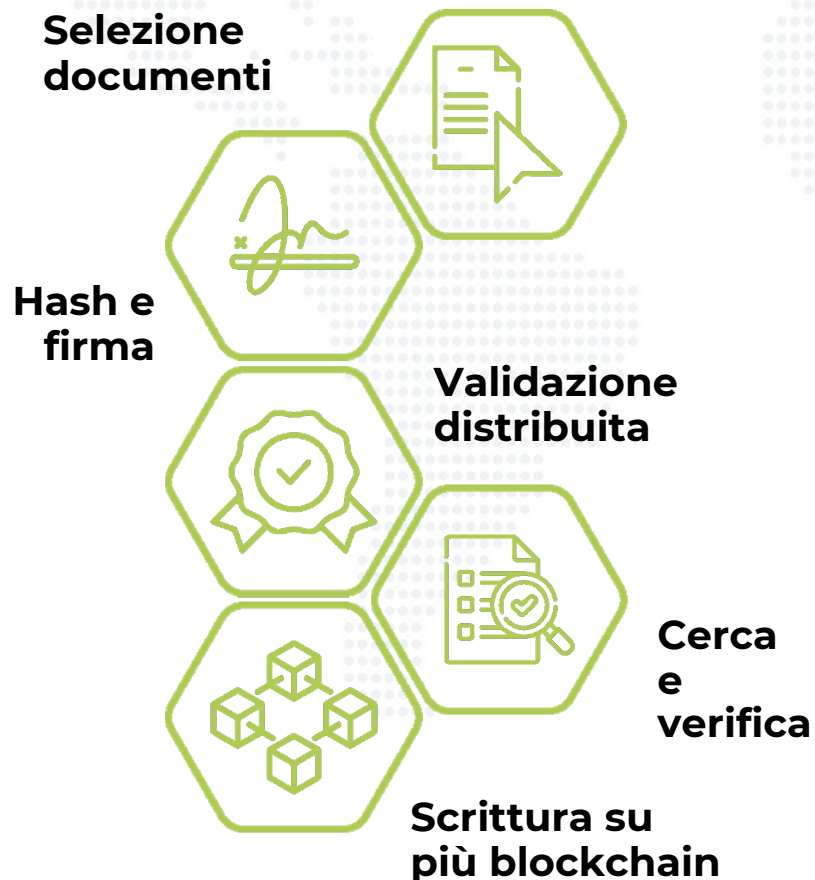 Selezione
documenti
Hash e
firma
Validazione
distribuita
Cerca
e
verifica
Scrittura su
più blockchain